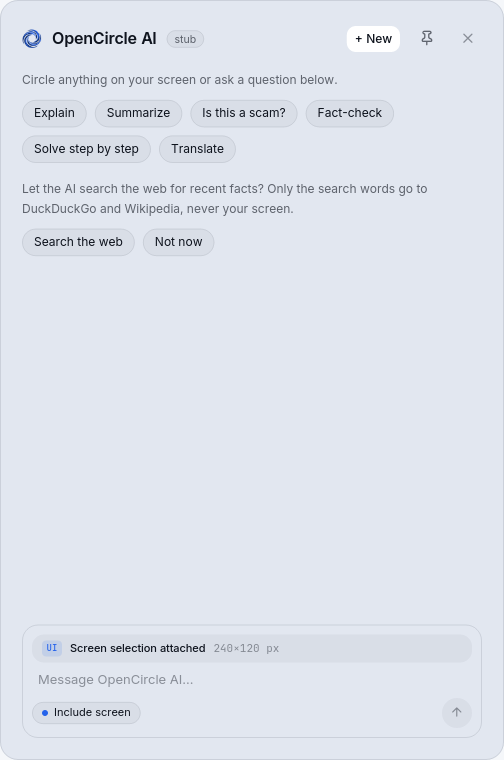 OpenCircle AI stub + New
Circle anything on your screen or ask a question below.
Explain Summarize Is this a scam? Fact-check
Solve step by step Translate
Let the AI search the web for recent facts? Only the search words go to
DuckDuckGo and Wikipedia, never your screen.
Search the web Not now
UI Screen selection attached 240×120 px
Message OpenCircle AI...
Include screen